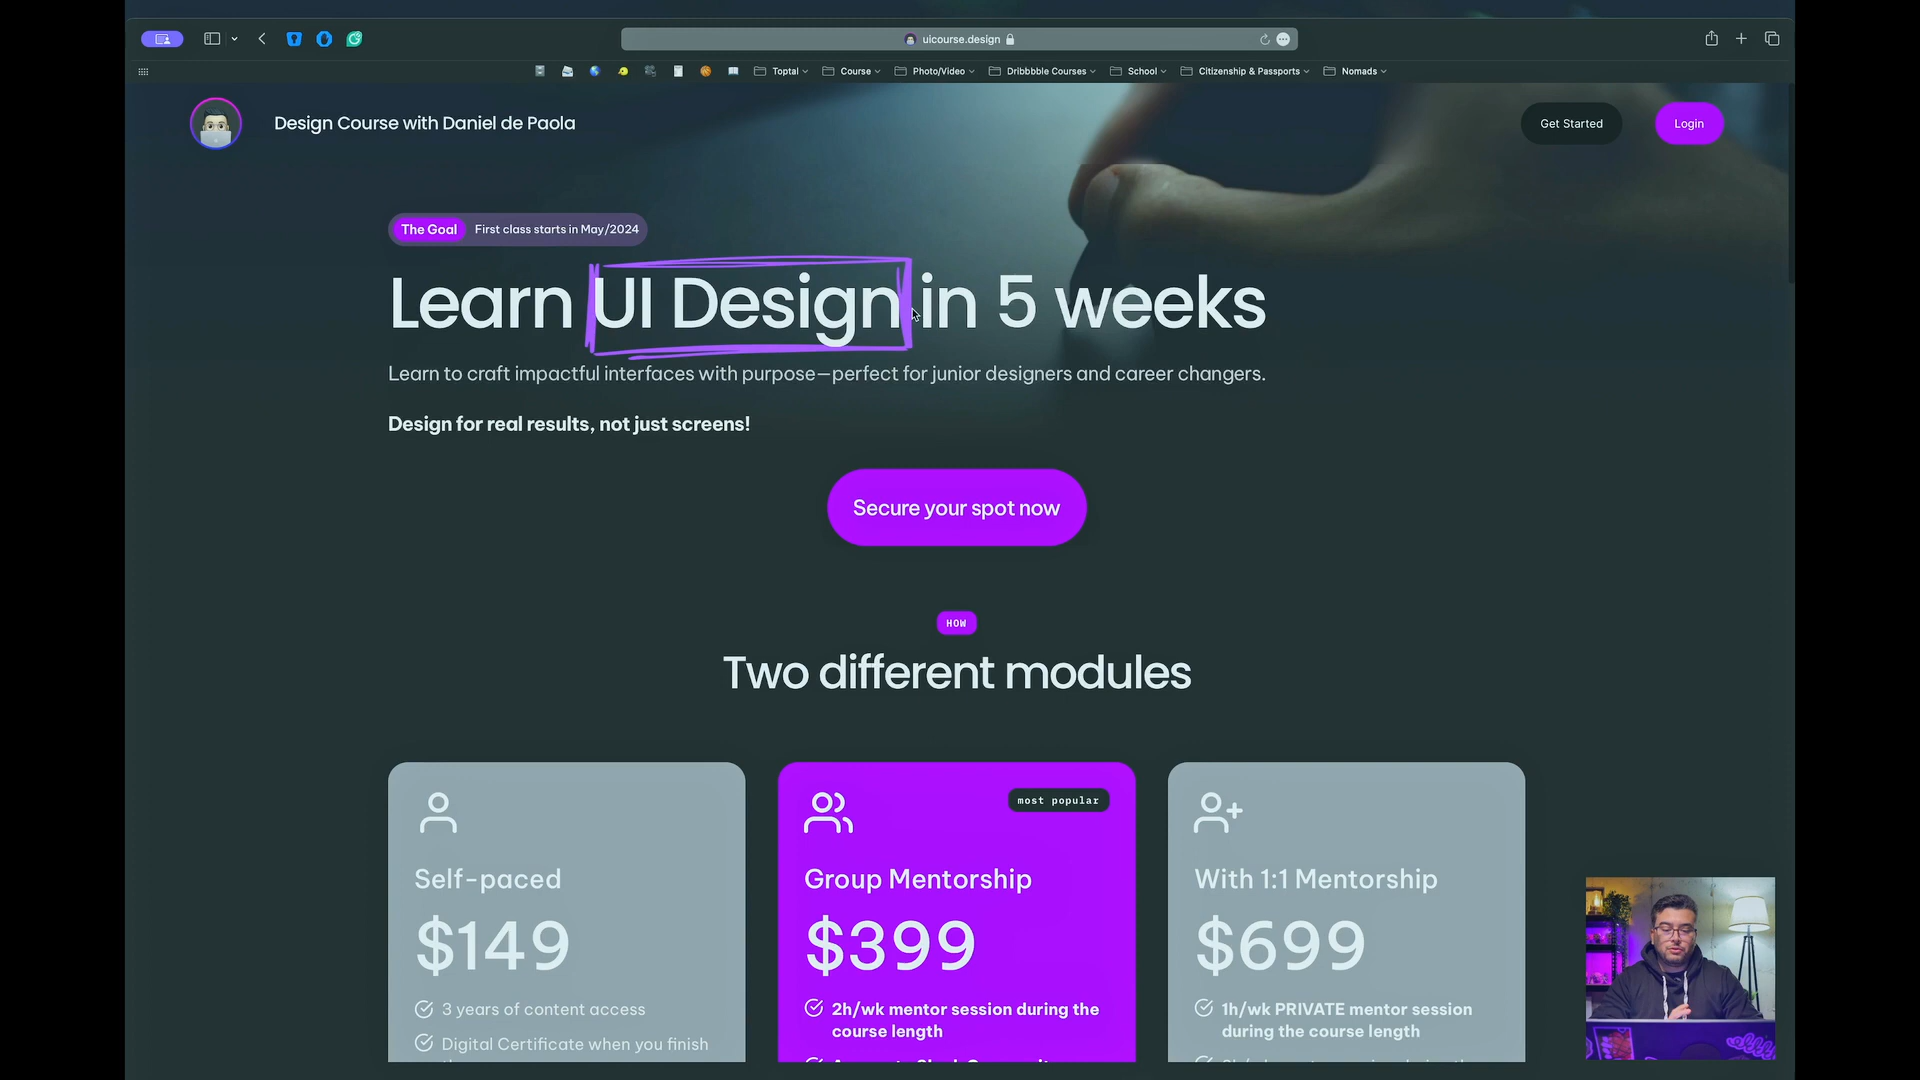 uicourse.design
Toptal
Course
Photo/Video
Dribbbble Courses
School
Citizenship & Passports
Nomads
Design Course with Daniel de Paola
Get Started
Login
The Goal
First class starts in May/2024
Learn UI Design in 5 weeks
Learn to craft impactful interfaces with purpose—perfect for junior designers and career changers.
Design for real results, not just screens!
Secure your spot now
HOW
Two different modules
Self-paced
$149
3 years of content access
Digital Certificate when you finish
most popular
Group Mentorship
$399
2h/wk mentor session during the
course length
With 1:1 Mentorship
$699
1h/wk PRIVATE mentor session
during the course length